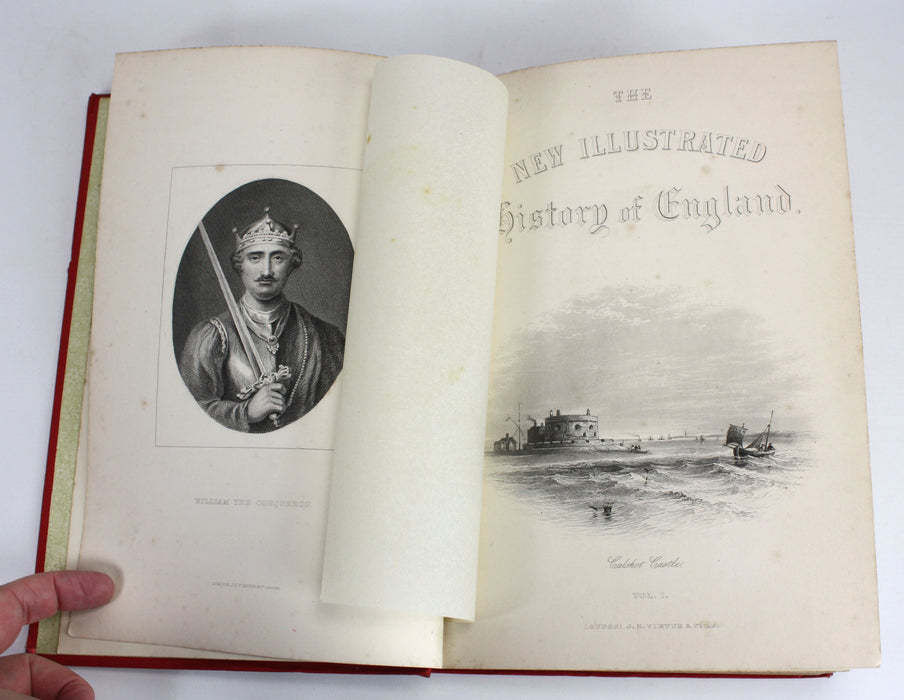 WILLIAM THE CONQUEROR
THE
NEW ILLUSTRATED
History of England.
Calshot Castle.
VOL. I.
LONDON: J. S. VIRTUE & Co